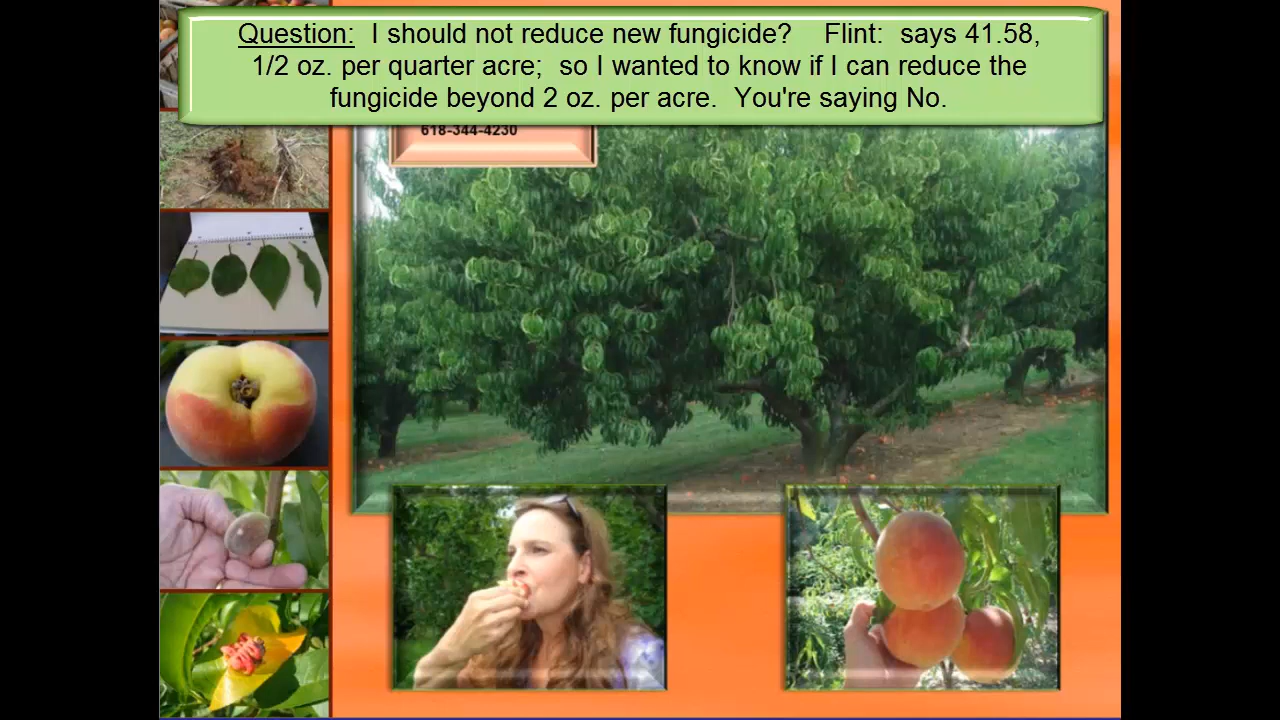 Question: I should not reduce new fungicide? Flint: says 41.58,
1/2 oz. per quarter acre; so I wanted to know if I can reduce the
fungicide beyond 2 oz. per acre. You're saying No.
618-344-4230